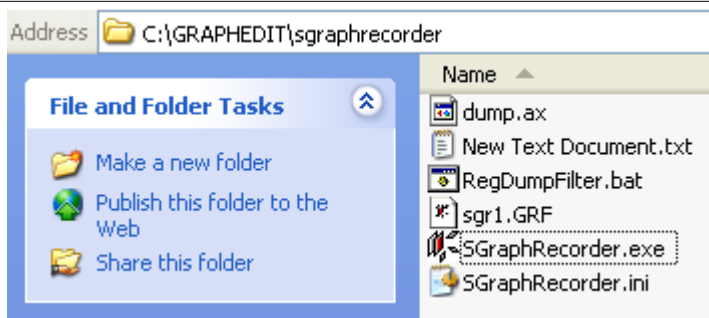 Address C:\GRAPHEDIT\sgraphrecorder
File and Folder Tasks
Make a new folder
Publish this folder to the
Web
Share this folder
Name
dump.ax
New Text Document.txt
RegDumpFilter.bat
sgr1.GRF
SGraphRecorder.exe
SGraphRecorder.ini